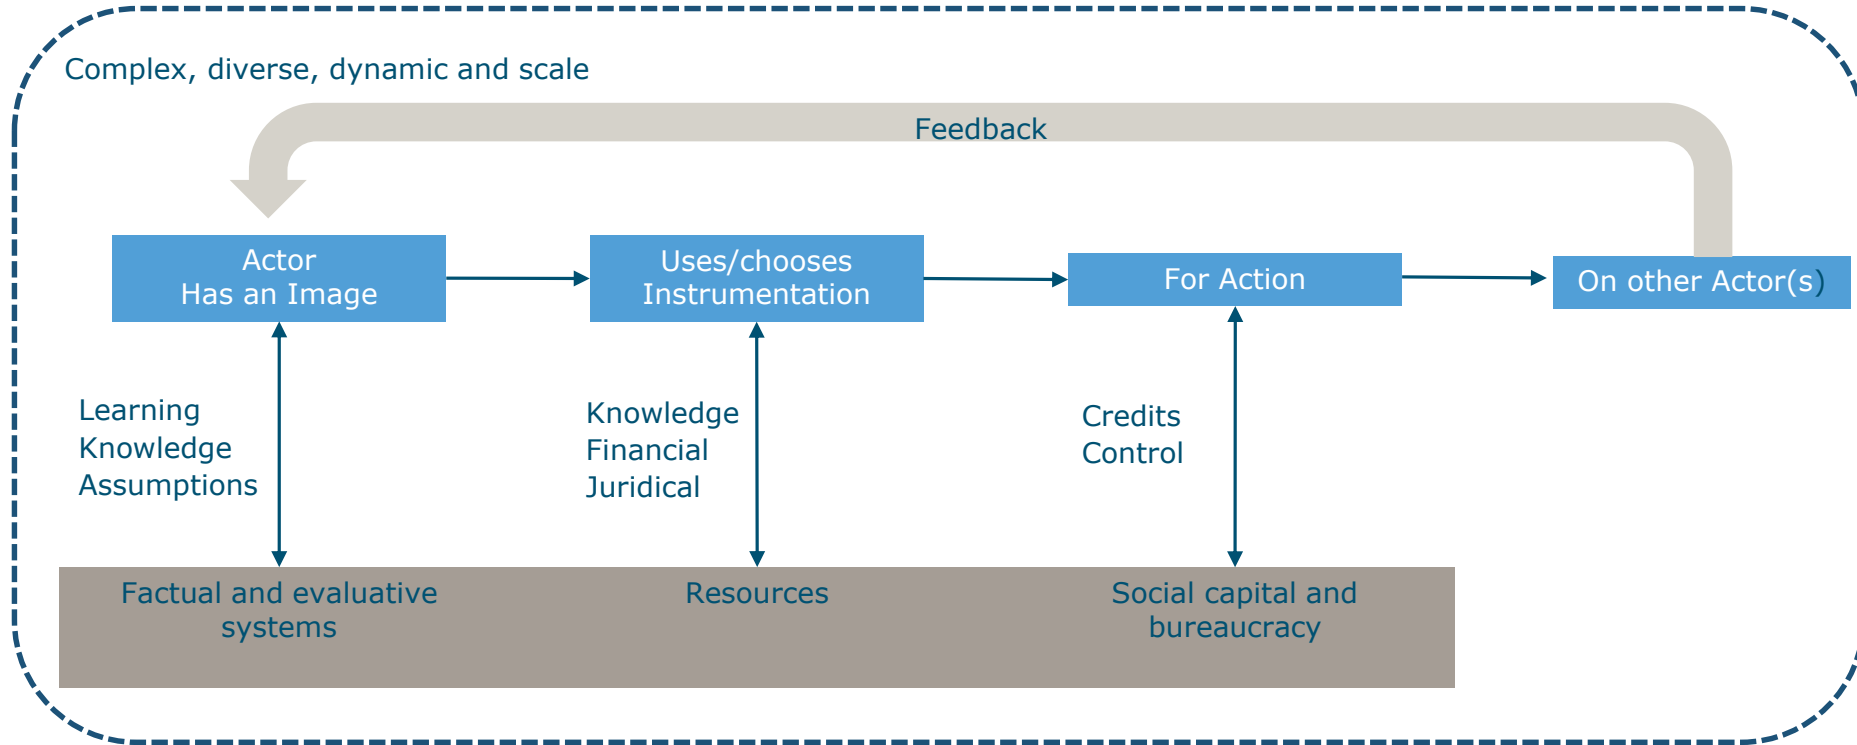 Complex, diverse, dynamic and scale
Feedback
Actor
Has an Image
Uses/chooses
Instrumentation
For Action
On other Actor(s)
Learning
Knowledge
Assumptions
Knowledge
Financial
Juridical
Credits
Control
Factual and evaluative
systems
Resources
Social capital and
bureaucracy